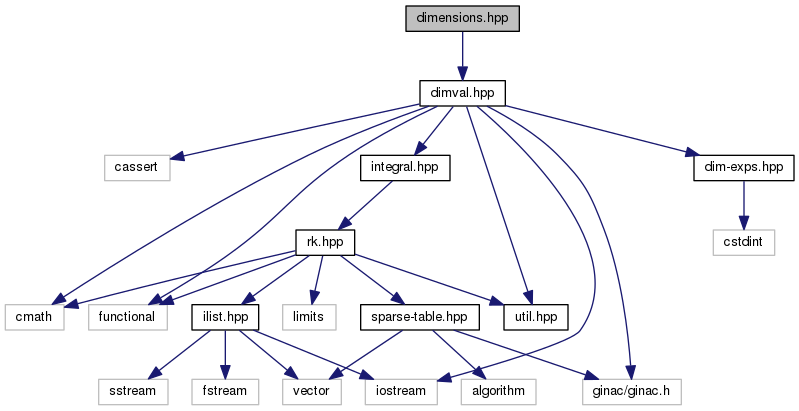 dimensions.hpp
dimval.hpp
cassert
integral.hpp
dim-exps.hpp
rk.hpp
cstdint
cmath
functional
ilist.hpp
limits
sparse-table.hpp
util.hpp
sstream
fstream
vector
iostream
algorithm
ginac/ginac.h